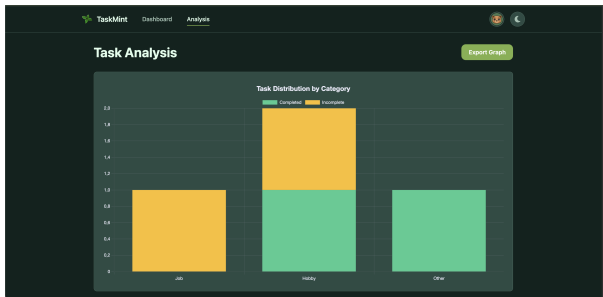 TaskMint Dashboard Analysis
Task Analysis
Export Graph
Task Distribution by Category
Completed Incomplete
2.0
1.8
1.6
1.4
1.2
1.0
0.8
0.6
0.4
0.2
0
Job Hobby Other